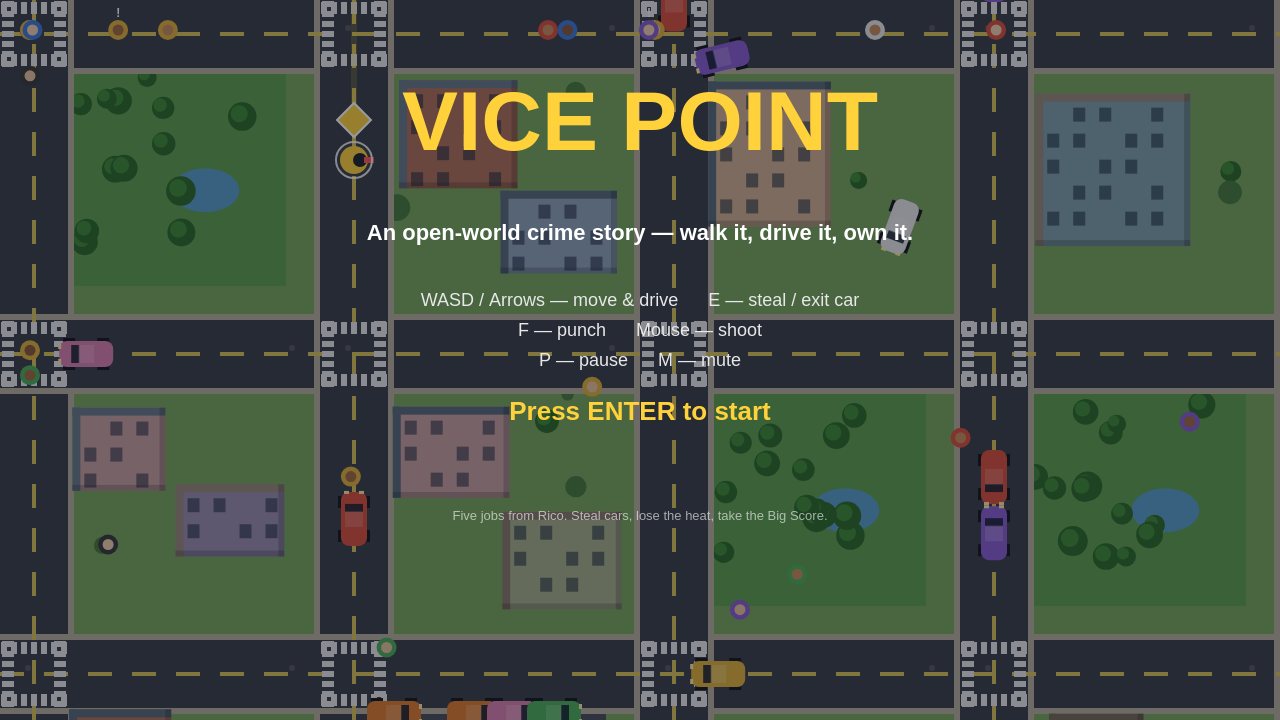 !
VICE POINT
An open-world crime story — walk it, drive it, own it.
WASD / Arrows — move & drive E — steal / exit car
F — punch Mouse — shoot
P — pause M — mute
Press ENTER to start
Five jobs from Rico. Steal cars, lose the heat, take the Big Score.